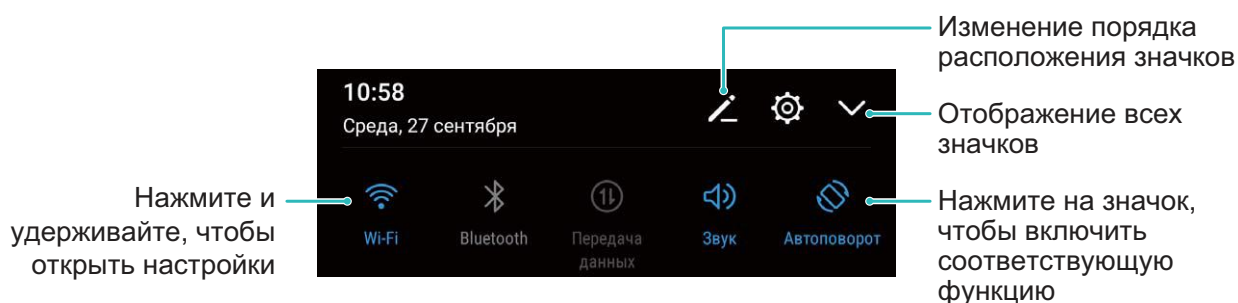 Изменение порядка
расположения значков
10:58
Среда, 27 сентября
Отображение всех
значков
Нажмите и
удерживайте, чтобы
открыть настройки
Wi-Fi
Bluetooth
Передача
данных
Звук
Автоповорот
Нажмите на значок,
чтобы включить
соответствующую
функцию